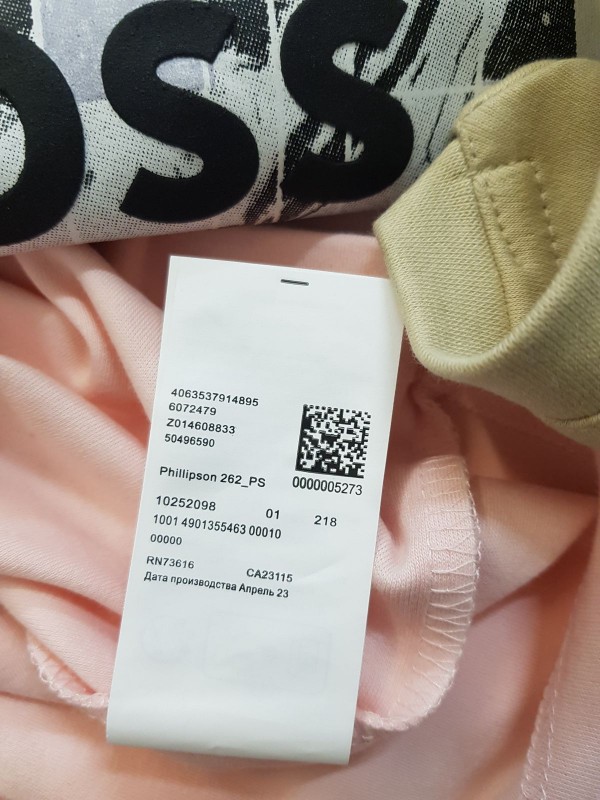 OSS
4063537914895
6072479
Z014608833
50496590
Phillipson 262_PS
0000005273
10252098 01 218
1001 4901355463 00010
00000
RN73616 CA23115
Дата производства Апрель 23